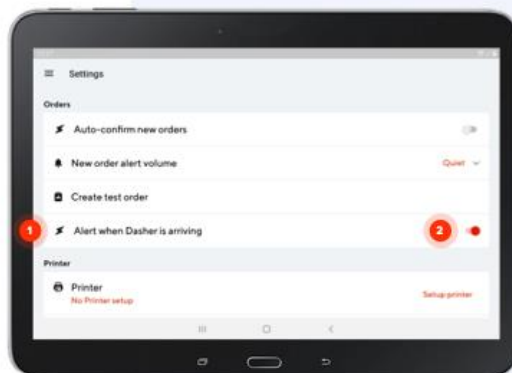 Settings
Orders
Auto-confirm new orders
New order alert volume Quiet
Create test order
1 Alert when Dasher is arriving 2
Printer
Printer
No Printer setup Setup printer